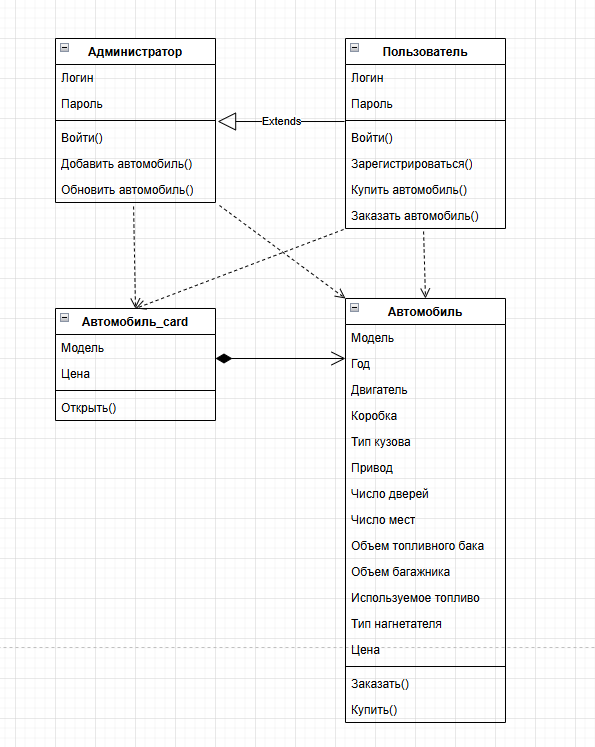 Администратор
Логин
Пароль
Войти()
Добавить автомобиль()
Обновить автомобиль()
Extends
Пользователь
Логин
Пароль
Войти()
Зарегистрироваться()
Купить автомобиль()
Заказать автомобиль()
Автомобиль_card
Модель
Цена
Открыть()
Автомобиль
Модель
Год
Двигатель
Коробка
Тип кузова
Привод
Число дверей
Число мест
Объем топливного бака
Объем багажника
Используемое топливо
Тип нагнетателя
Цена
Заказать()
Купить()